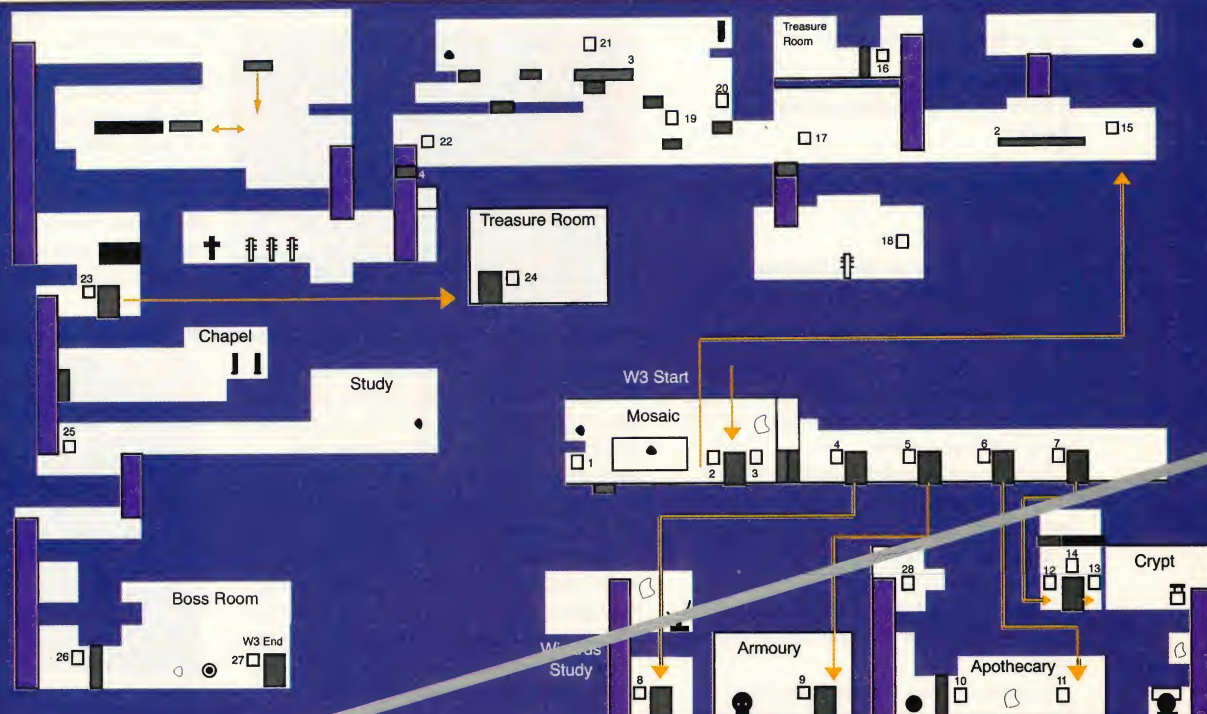 Treasure
Room
21
3
16
20
19
22
17
2
15
4
Treasure Room
18
23
24
Chapel
Study
25
W3 Start
Mosaic
1
2
3
4
5
6
7
14
12
13
Crypt
28
Boss Room
W3 End
26
27
Wizards
Study
Armoury
Apothecary
8
9
10
11